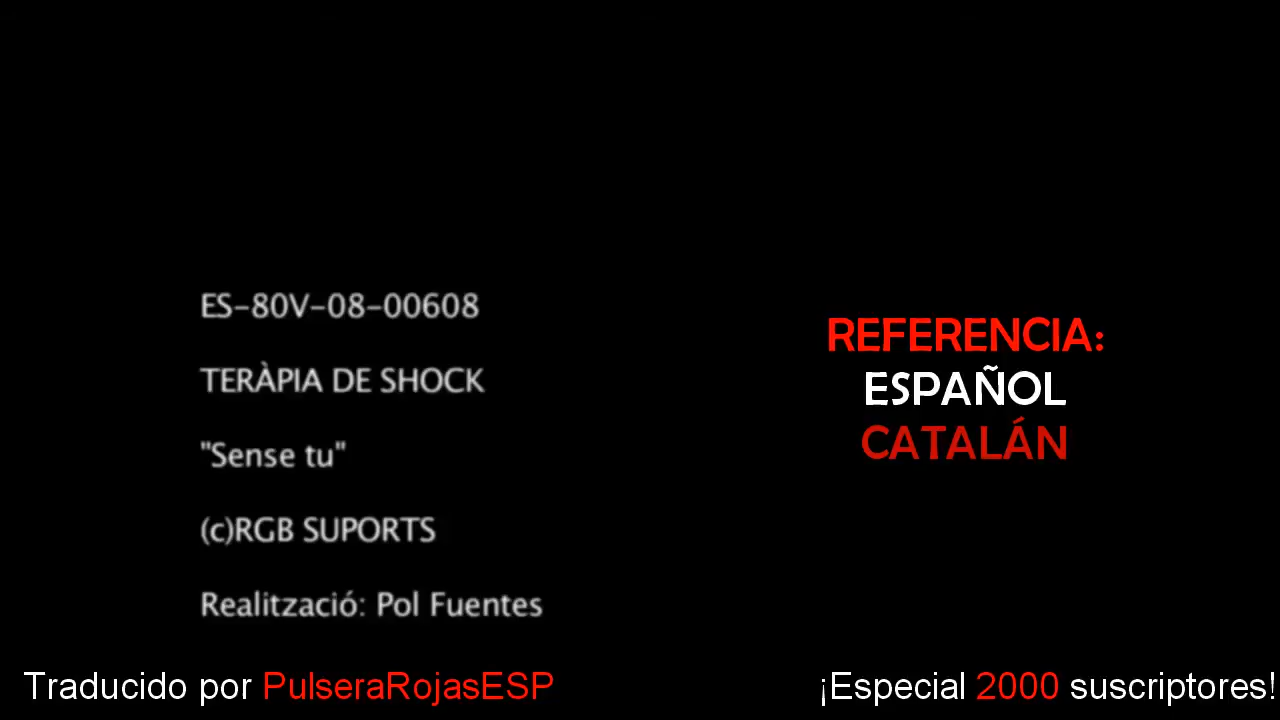 ES-80V-08-00608
TERÀPIA DE SHOCK
"Sense tu"
(c)RGB SUPORTS
Realització: Pol Fuentes
REFERENCIA:
ESPAÑOL
CATALÁN
Traducido por PulseraRojasESP
¡Especial 2000 suscriptores!